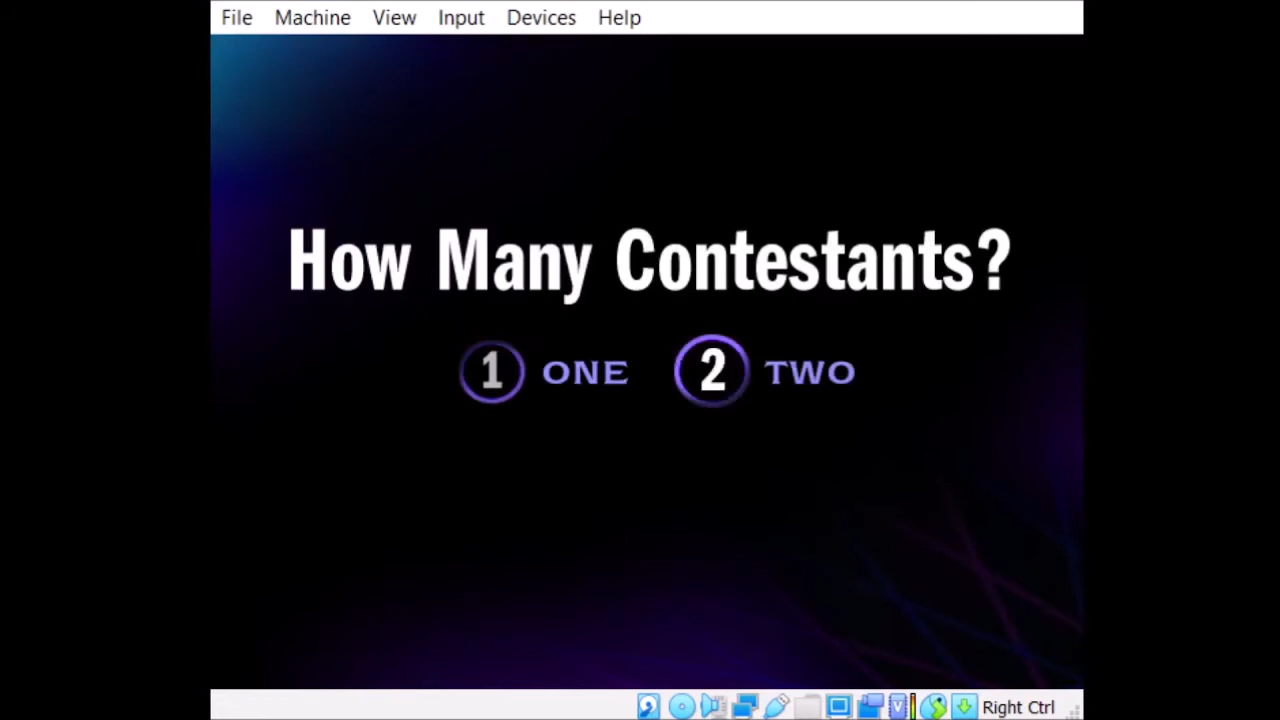 File Machine View Input Devices Help
How Many Contestants?
1 ONE 2 TWO
Right Ctrl